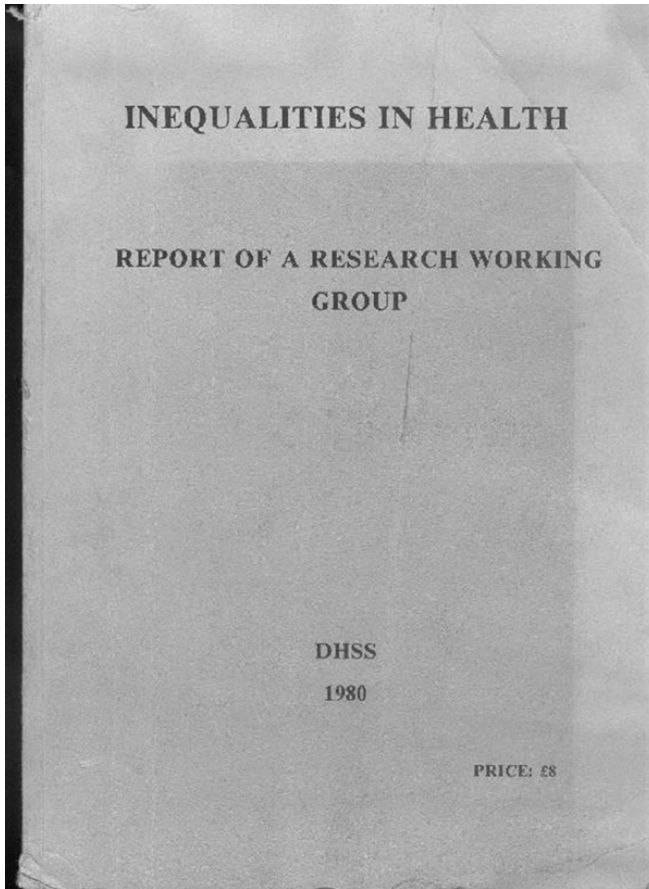 INEQUALITIES IN HEALTH
REPORT OF A RESEARCH WORKING
GROUP
DHSS
1980
PRICE: £8